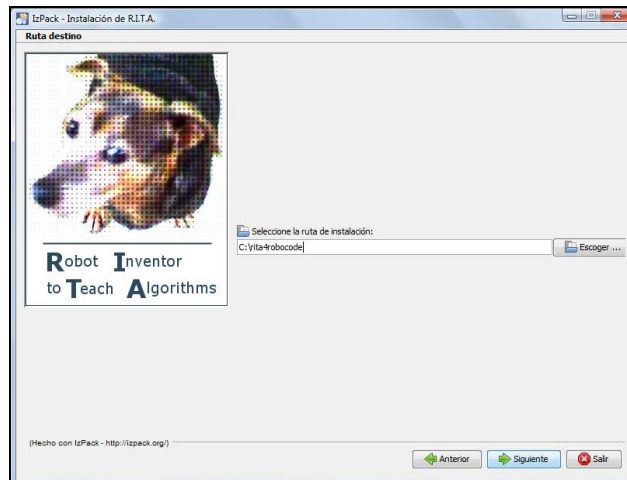 IzPack - Instalación de R.I.T.A.
Ruta destino
Robot Inventor
to Teach Algorithms
Seleccione la ruta de instalación:
C:\rita4robocode
Escoger ...
(Hecho con IzPack - http://izpack.org/)
Anterior
Siguiente
Salir